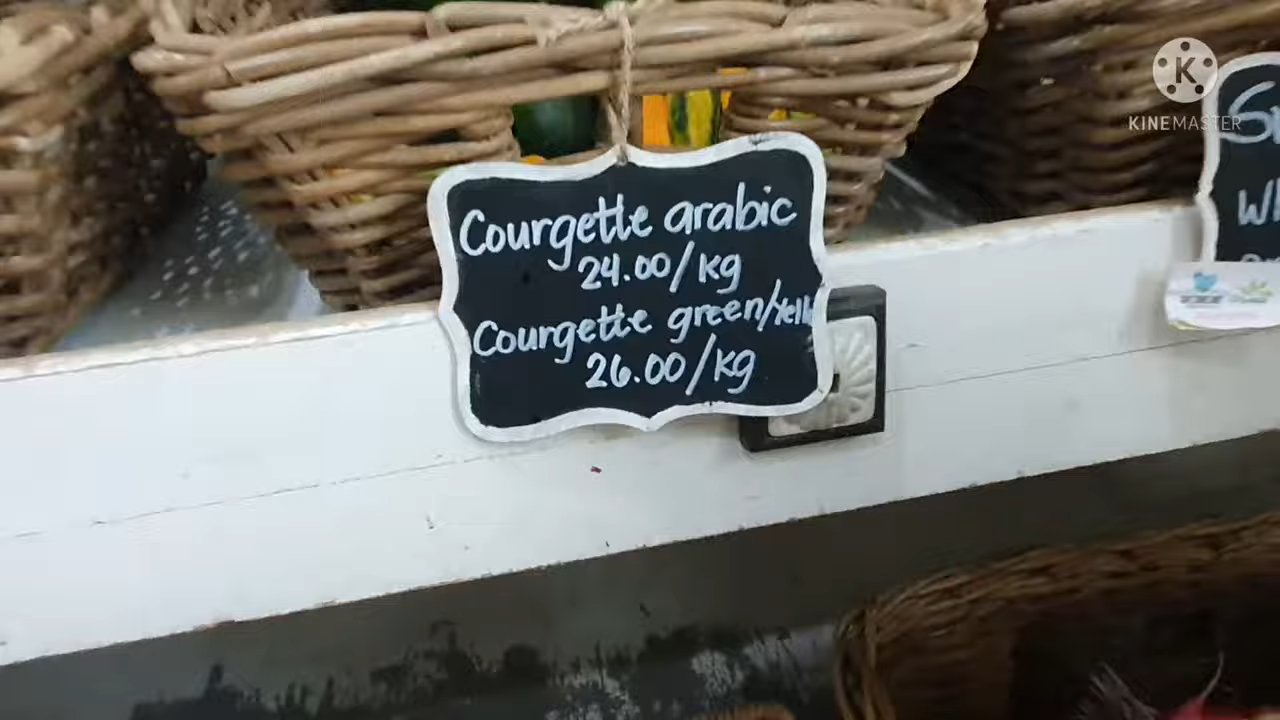 Courgette arabic
24.00/kg
Courgette green/Yell
26.00/kg
KINEMASTER